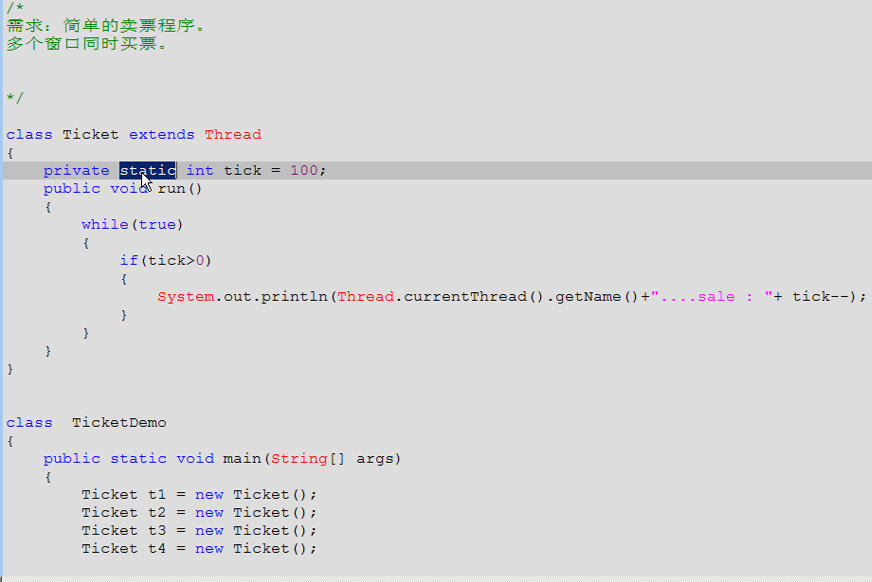 /*
需求：简单的卖票程序。
多个窗口同时买票。
*/
class Ticket extends Thread
{
private static int tick = 100;
public void run()
{
while(true)
{
if(tick>0)
{
System.out.println(Thread.currentThread().getName()+"....sale : "+ tick--);
}
}
}
}
class  TicketDemo
{
public static void main(String[] args)
{
Ticket t1 = new Ticket();
Ticket t2 = new Ticket();
Ticket t3 = new Ticket();
Ticket t4 = new Ticket();